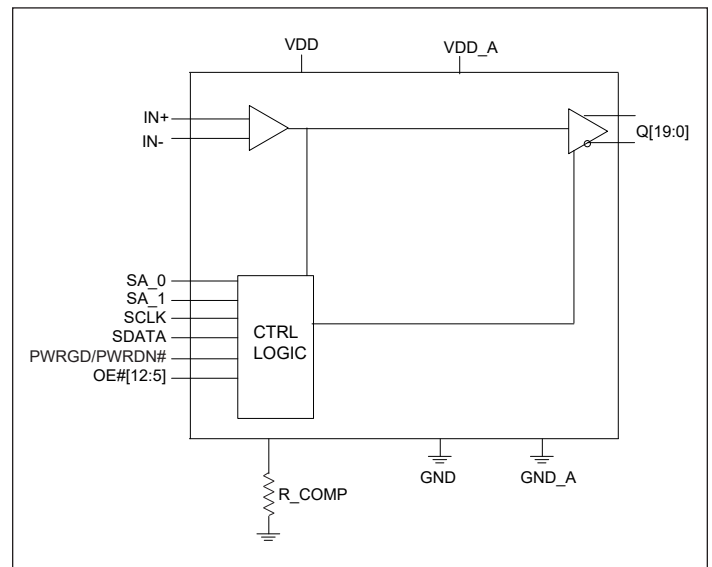 VDD
VDD_A
IN+
IN-
Q[19:0]
SA_0
SA_1
SCLK
SDATA
PWRGD/PWRDN#
OE#[12:5]
CTRL
LOGIC
R_COMP
GND
GND_A